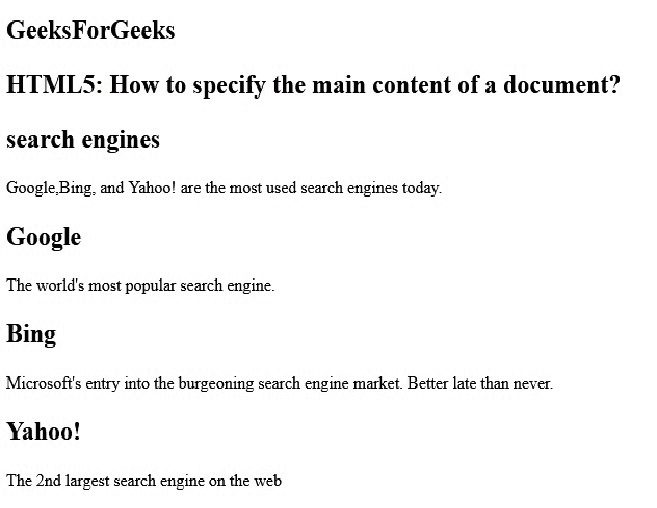 GeeksForGeeks
HTML5: How to specify the main content of a document?
search engines
Google,Bing, and Yahoo! are the most used search engines today.
Google
The world's most popular search engine.
Bing
Microsoft's entry into the burgeoning search engine market. Better late than never.
Yahoo!
The 2nd largest search engine on the web